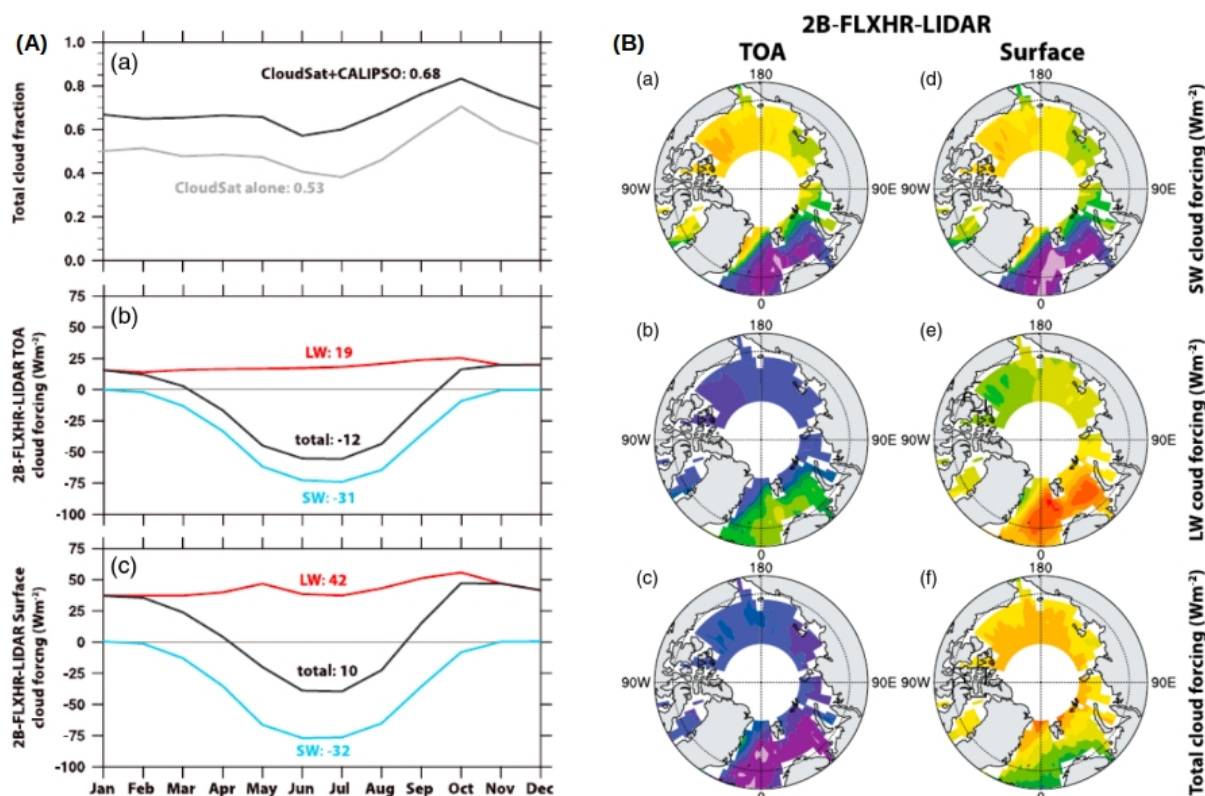 (A)
(a)
Total cloud fraction
1.0
0.8
0.6
0.4
0.2
0.0
CloudSat+CALIPSO: 0.68
CloudSat alone: 0.53
(b)
2B-FLXHR-LIDAR TOA
cloud forcing (Wm-2)
75
50
25
0
-25
-50
-75
-100
LW: 19
total: -12
SW: -31
(c)
2B-FLXHR-LIDAR Surface
cloud forcng (Wm-2)
75
50
25
0
-25
-50
-75
-100
LW: 42
total: 10
SW: -32
Jan Feb Mar Apr May Jun Jul Aug Sep Oct Nov Dec
(B)
2B-FLXHR-LIDAR
TOA Surface
(a) 180
90W
0
(d) 180
90E
90W
0
SW cloud forcing (Wm-2)
(b) 180
90W
0
(e) 180
90E
90W
0
LW coud forcing (Wm-2)
(c) 180
90W
0
(f) 180
90E
90W
0
Total cloud forcing (Wm-2)